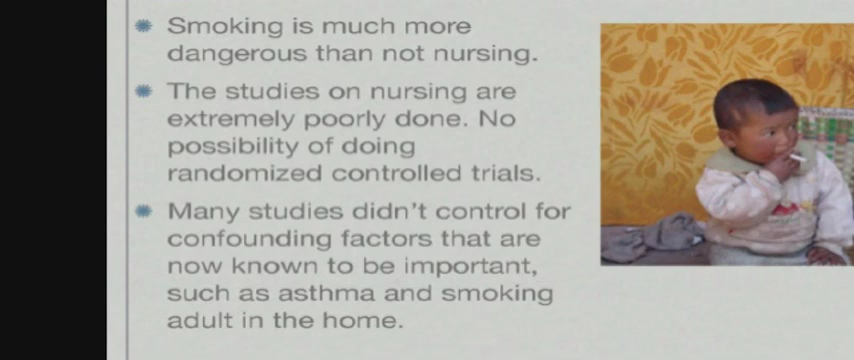 Smoking is much more
dangerous than not nursing.
The studies on nursing are
extremely poorly done. No
possibility of doing
randomized controlled trials.
Many studies didn't control for
confounding factors that are
now known to be important,
such as asthma and smoking
adult in the home.